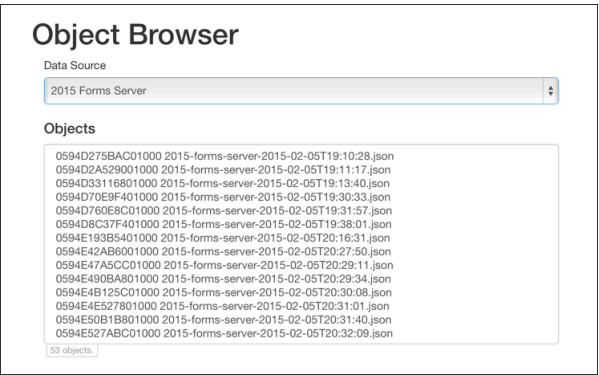 Object Browser
Data Source
2015 Forms Server
Objects
0594D275BAC01000 2015-forms-server-2015-02-05T19:10:28.json
0594D2A529001000 2015-forms-server-2015-02-05T19:11:17.json
0594D33116801000 2015-forms-server-2015-02-05T19:13:40.json
0594D70E9F401000 2015-forms-server-2015-02-05T19:30:33.json
0594D760E8C01000 2015-forms-server-2015-02-05T19:31:57.json
0594D8C37F401000 2015-forms-server-2015-02-05T19:38:01.json
0594E193B5401000 2015-forms-server-2015-02-05T20:16:31.json
0594E42AB6001000 2015-forms-server-2015-02-05T20:27:50.json
0594E47A5CC01000 2015-forms-server-2015-02-05T20:29:11.json
0594E490BA801000 2015-forms-server-2015-02-05T20:29:34.json
0594E4B125C01000 2015-forms-server-2015-02-05T20:30:08.json
0594E4E527801000 2015-forms-server-2015-02-05T20:31:01.json
0594E50B1B801000 2015-forms-server-2015-02-05T20:31:40.json
0594E527ABC01000 2015-forms-server-2015-02-05T20:32:09.json
53 objects.